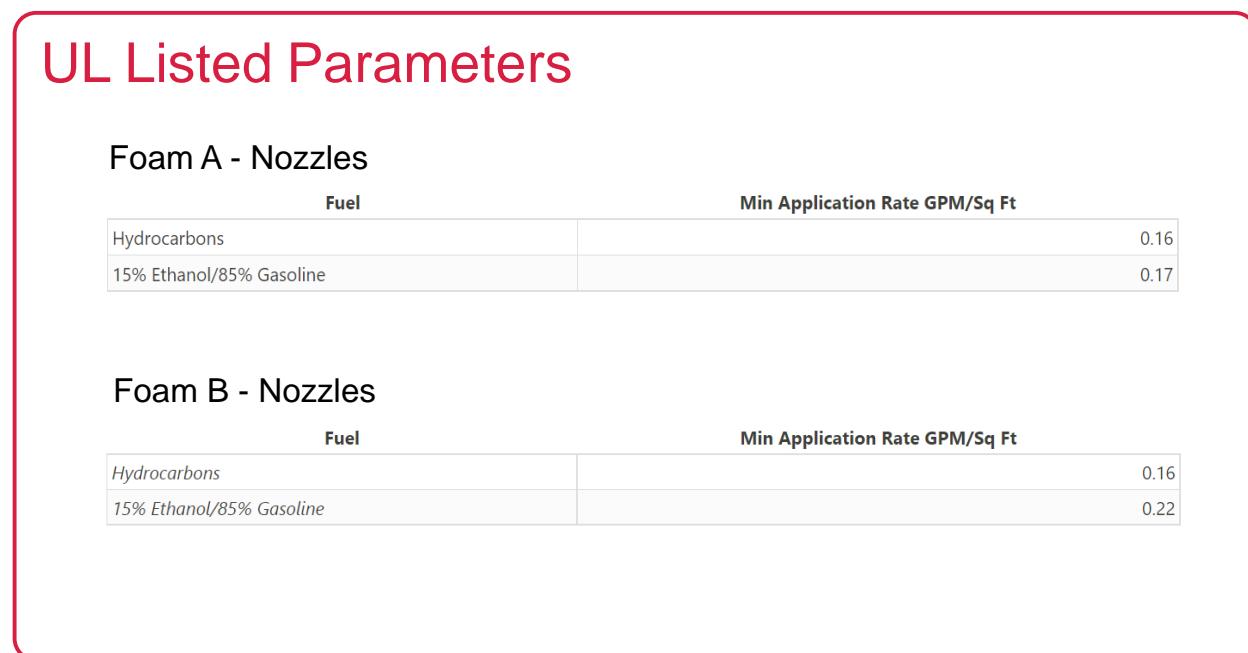 UL Listed Parameters
Foam A - Nozzles
Fuel Min Application Rate GPM/Sq Ft
Hydrocarbons 0.16
15% Ethanol/85% Gasoline 0.17
Foam B - Nozzles
Fuel Min Application Rate GPM/Sq Ft
Hydrocarbons 0.16
15% Ethanol/85% Gasoline 0.22